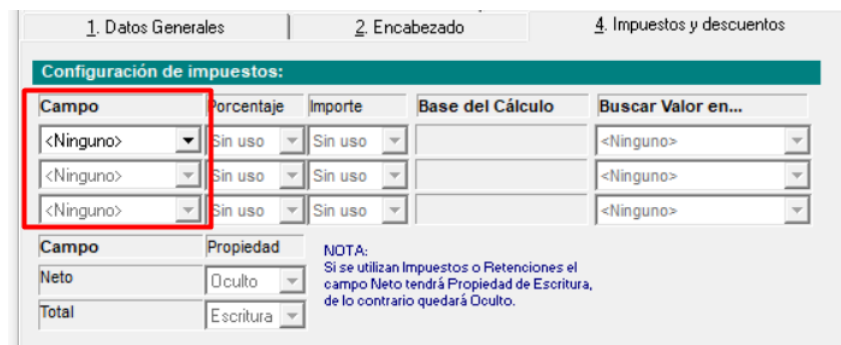 1. Datos Generales 2. Encabezado 4. Impuestos y descuentos
Configuración de impuestos:
Campo Porcentaje Importe Base del Cálculo Buscar Valor en...
<Ninguno> Sin uso Sin uso <Ninguno>
<Ninguno> Sin uso Sin uso <Ninguno>
<Ninguno> Sin uso Sin uso <Ninguno>
Campo Propiedad
Neto Oculto
Total Escritura
NOTA:
Si se utilizan Impuestos o Retenciones el
campo Neto tendrá Propiedad de Escritura,
de lo contrario quedará Oculto.